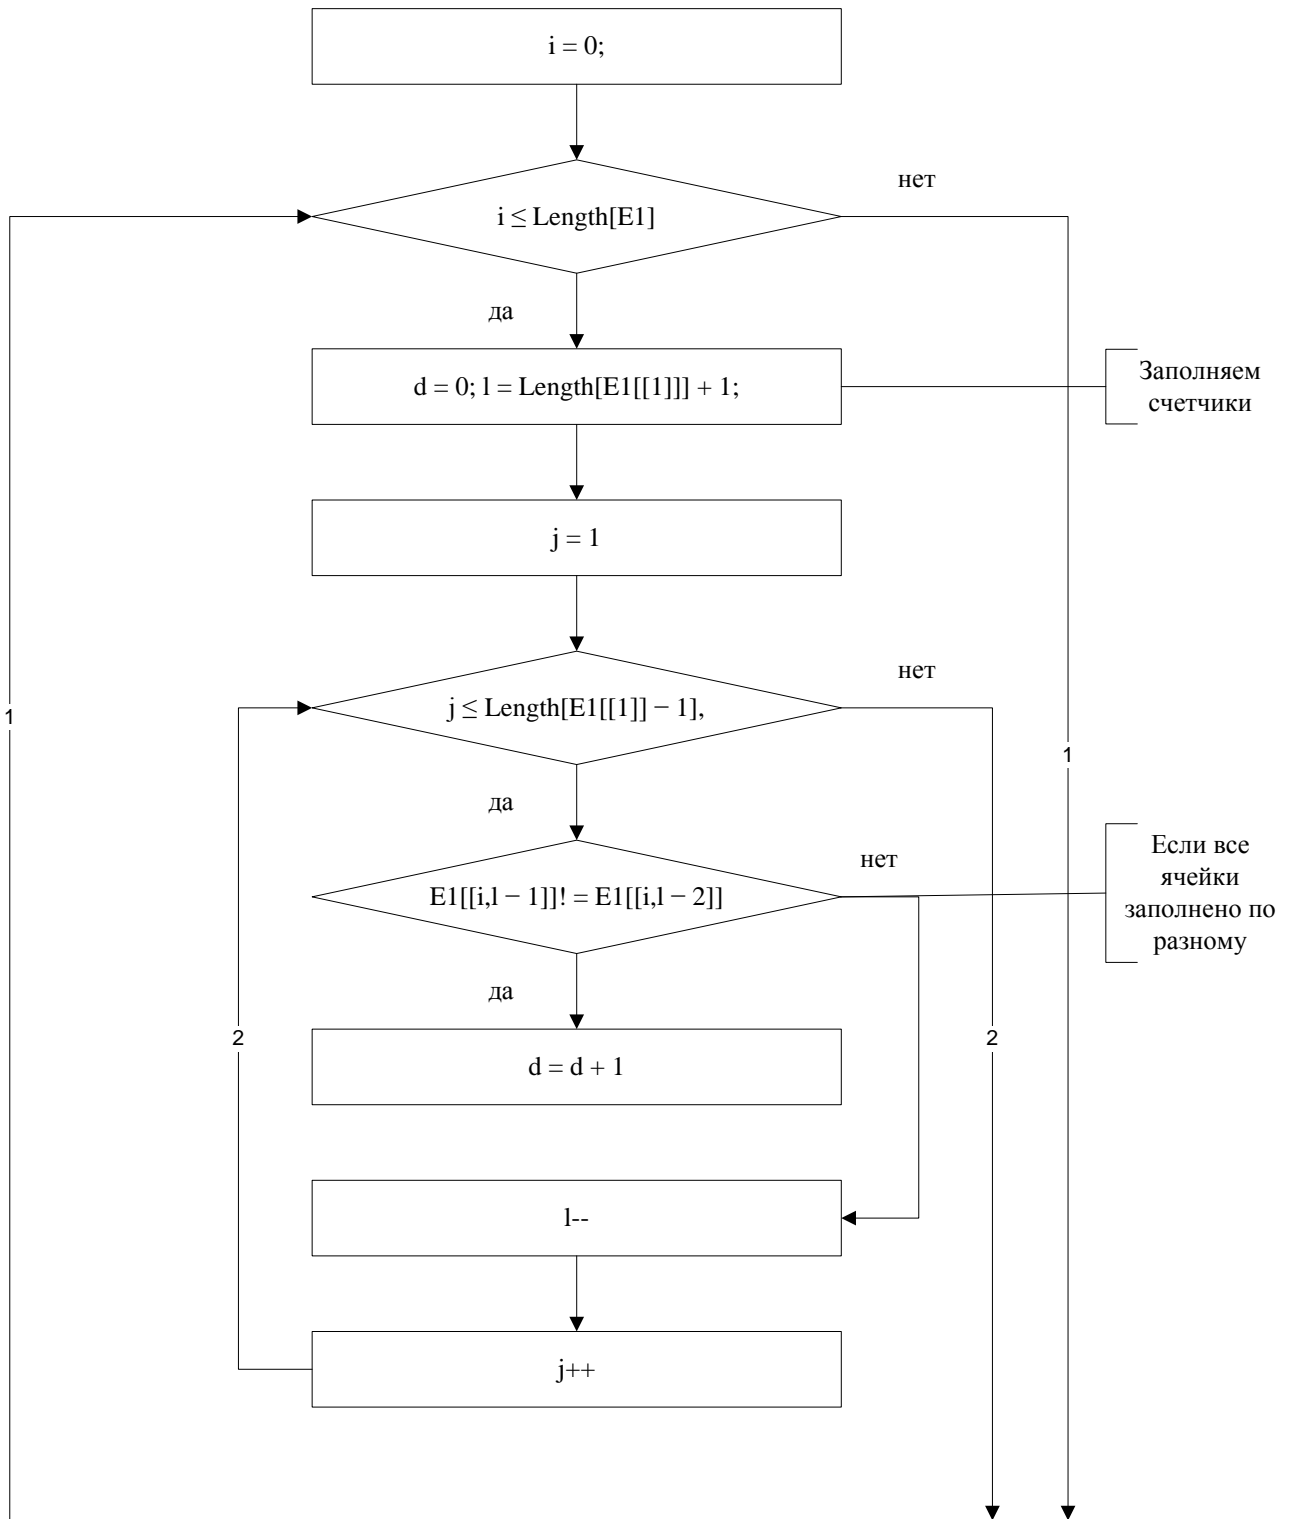 i = 0;
нет
i ≤ Length[E1]
да
d = 0; l = Length[E1[[1]]] + 1;
Заполняем
счетчики
j = 1
нет
j ≤ Length[E1[[1]] − 1],
1
1
да
Если все
ячейки
заполнено по
разному
нет
E1[[i,l − 1]]! = E1[[i,l − 2]]
да
2
2
d = d + 1
l--
j++